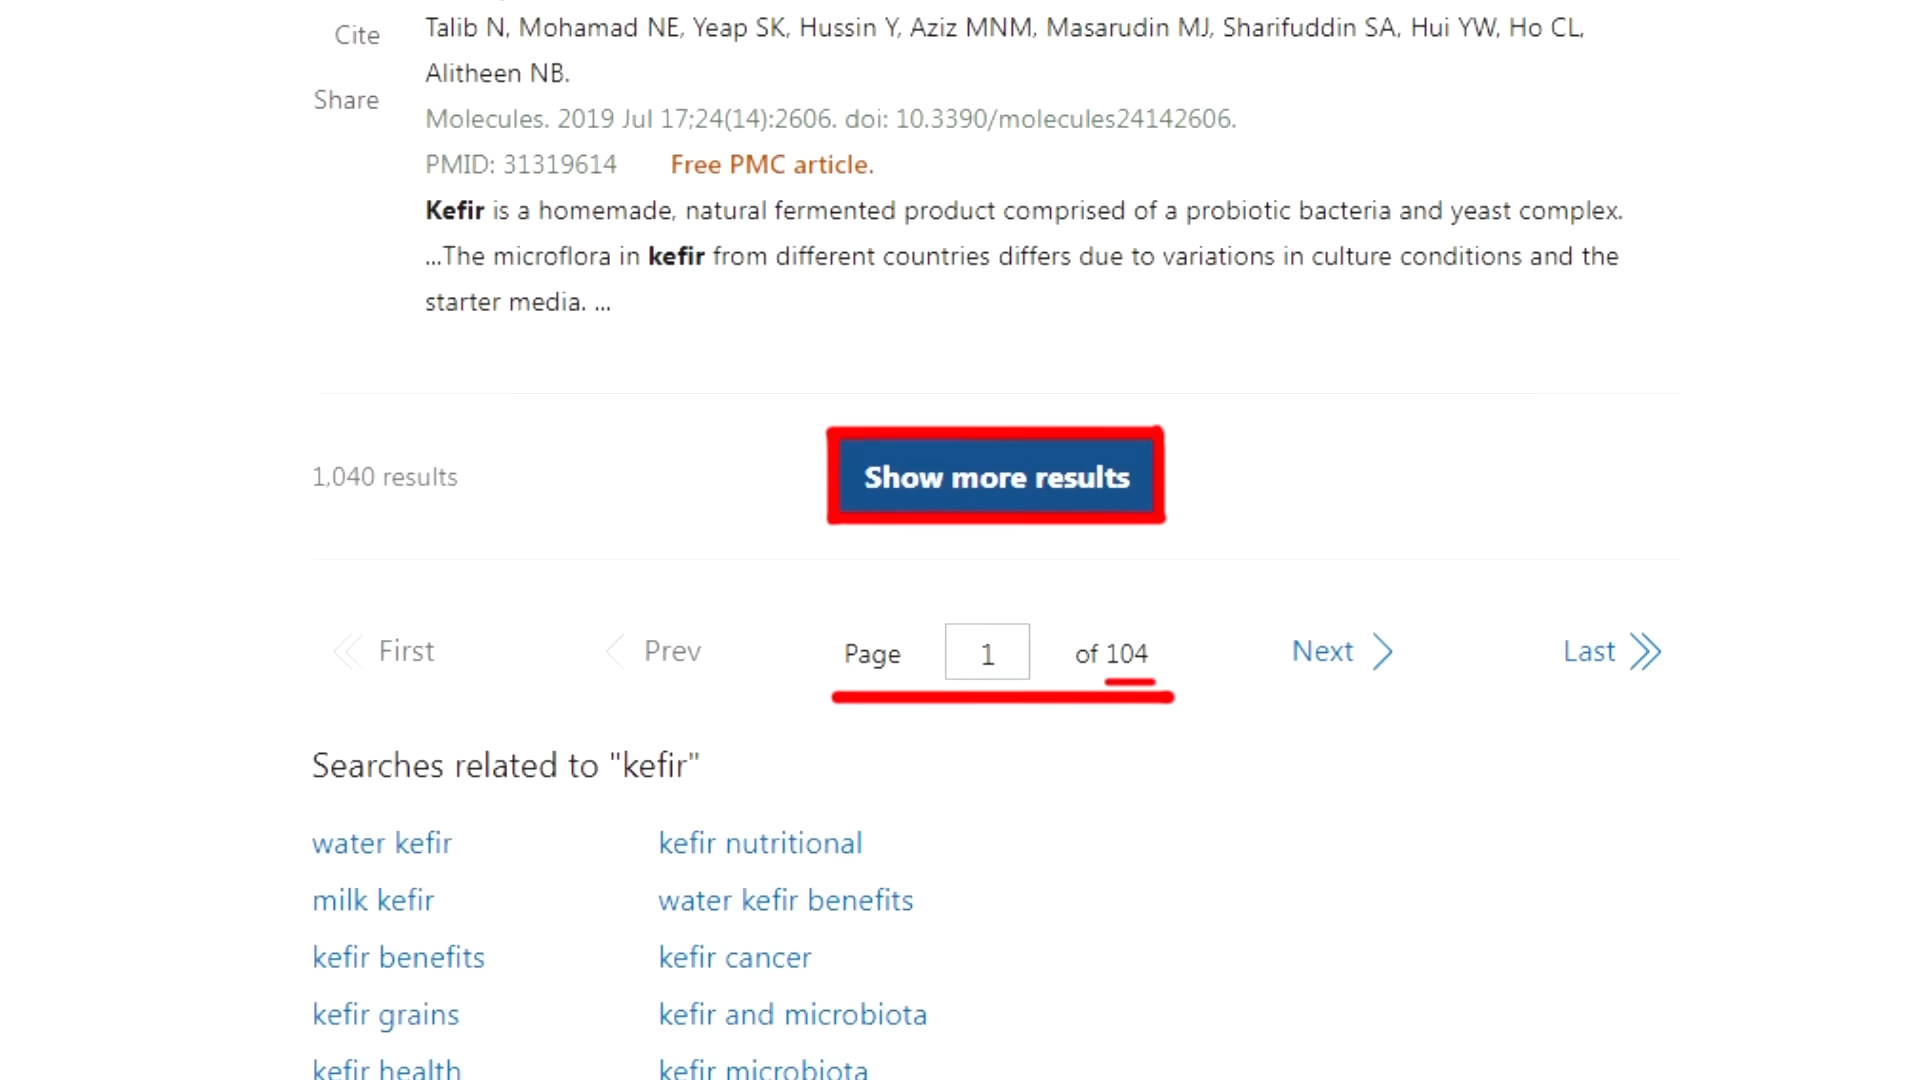 Cite
Share
Talib N, Mohamad NE, Yeap SK, Hussin Y, Aziz MNM, Masarudin MJ, Sharifuddin SA, Hui YW, Ho CL,
Alitheen NB.
Molecules. 2019 Jul 17;24(14):2606. doi: 10.3390/molecules24142606.
PMID: 31319614 Free PMC article.
Kefir is a homemade, natural fermented product comprised of a probiotic bacteria and yeast complex.
...The microflora in kefir from different countries differs due to variations in culture conditions and the
starter media. ...
1,040 results
Show more results
First Prev Page 1 of 104 Next Last
Searches related to "kefir"
water kefir kefir nutritional
milk kefir water kefir benefits
kefir benefits kefir cancer
kefir grains kefir and microbiota
kefir health kefir microbiota